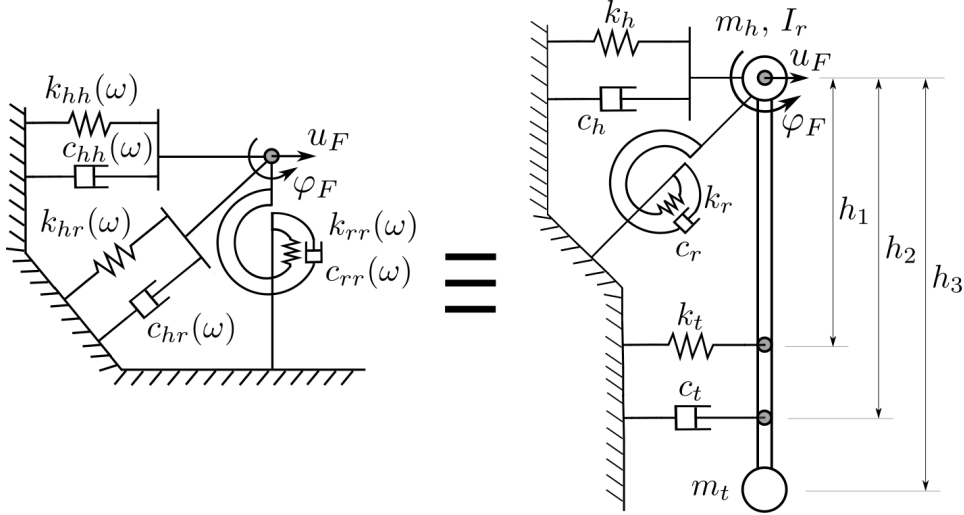 k_{hh}(ω)
c_{hh}(ω)
u_F
φ_F
k_{hr}(ω)
c_{hr}(ω)
k_{rr}(ω)
c_{rr}(ω)
k_h
c_h
m_h, I_r
u_F
φ_F
k_r
c_r
k_t
c_t
m_t
h_1
h_2
h_3